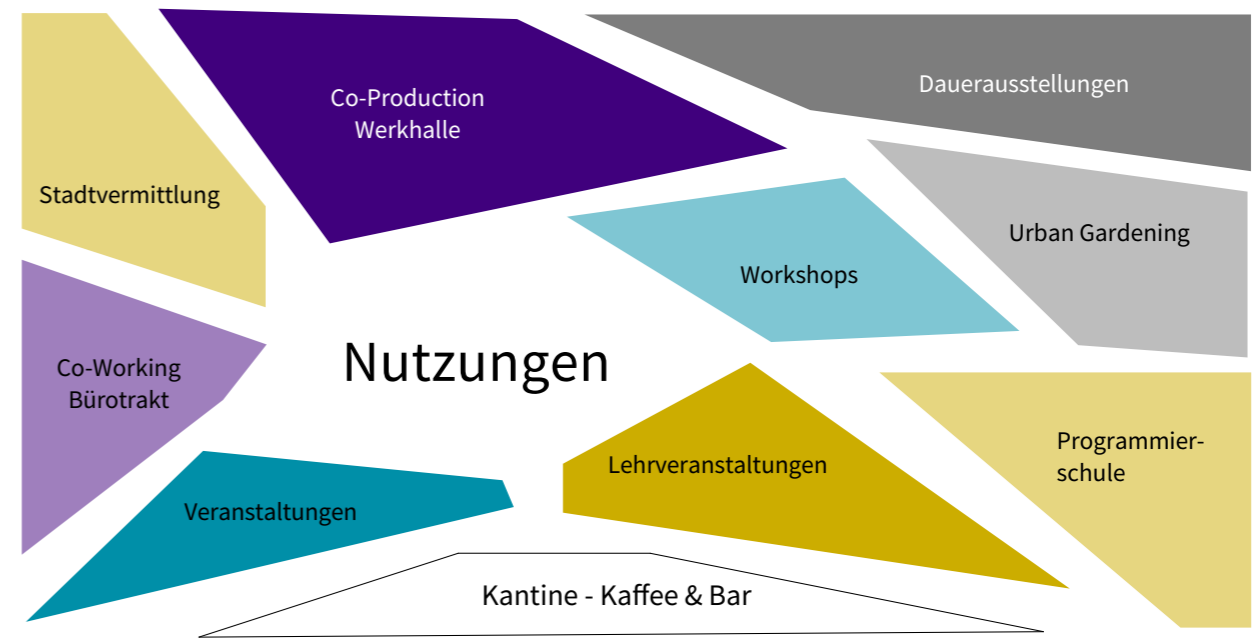 Co-Production
Werkhalle
Dauerausstellungen
Stadtvermittlung
Urban Gardening
Workshops
Nutzungen
Co-Working
Bürotrakt
Programmier-
schule
Lehrveranstaltungen
Veranstaltungen
Kantine - Kaffee & Bar